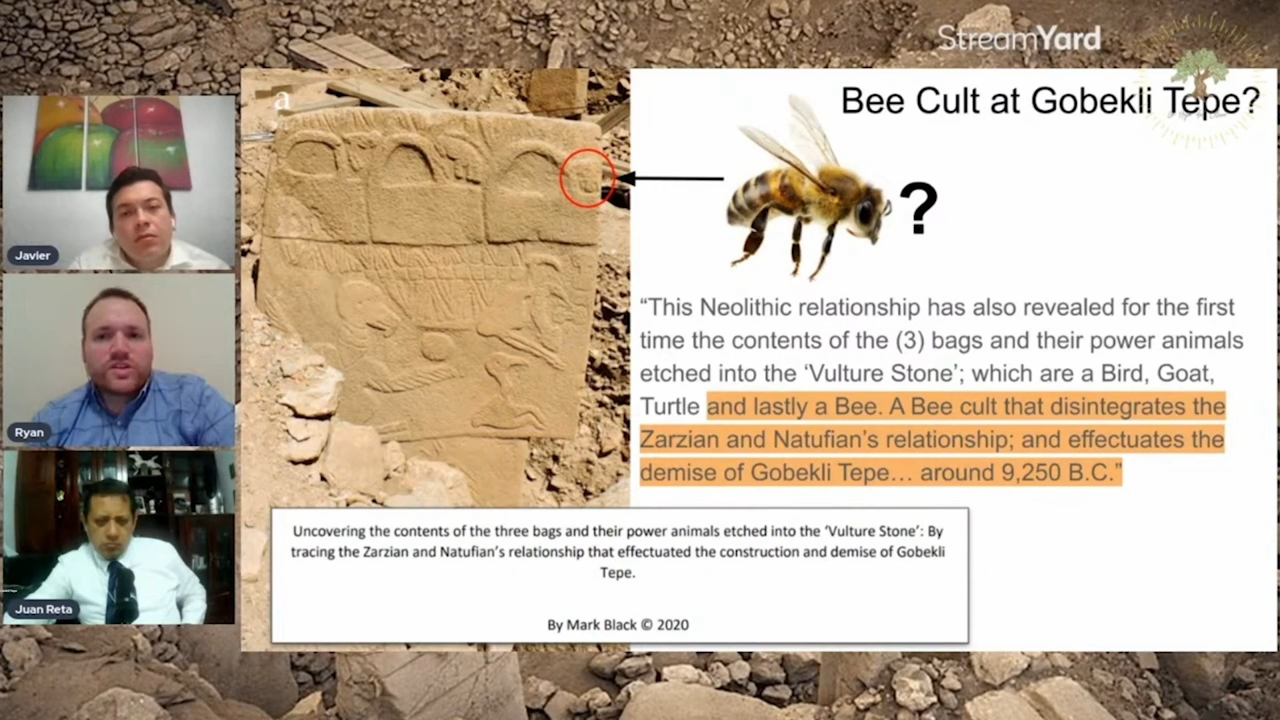 StreamYard
a
Bee Cult at Gobekli Tepe?
?
“This Neolithic relationship has also revealed for the first
time the contents of the (3) bags and their power animals
etched into the ‘Vulture Stone’; which are a Bird, Goat,
Turtle and lastly a Bee. A Bee cult that disintegrates the
Zarzian and Natufian’s relationship; and effectuates the
demise of Gobekli Tepe… around 9,250 B.C.”
Uncovering the contents of the three bags and their power animals etched into the ‘Vulture Stone’: By
tracing the Zarzian and Natufian’s relationship that effectuated the construction and demise of Gobekli
Tepe.
By Mark Black © 2020
Javier
Ryan
Juan Reta